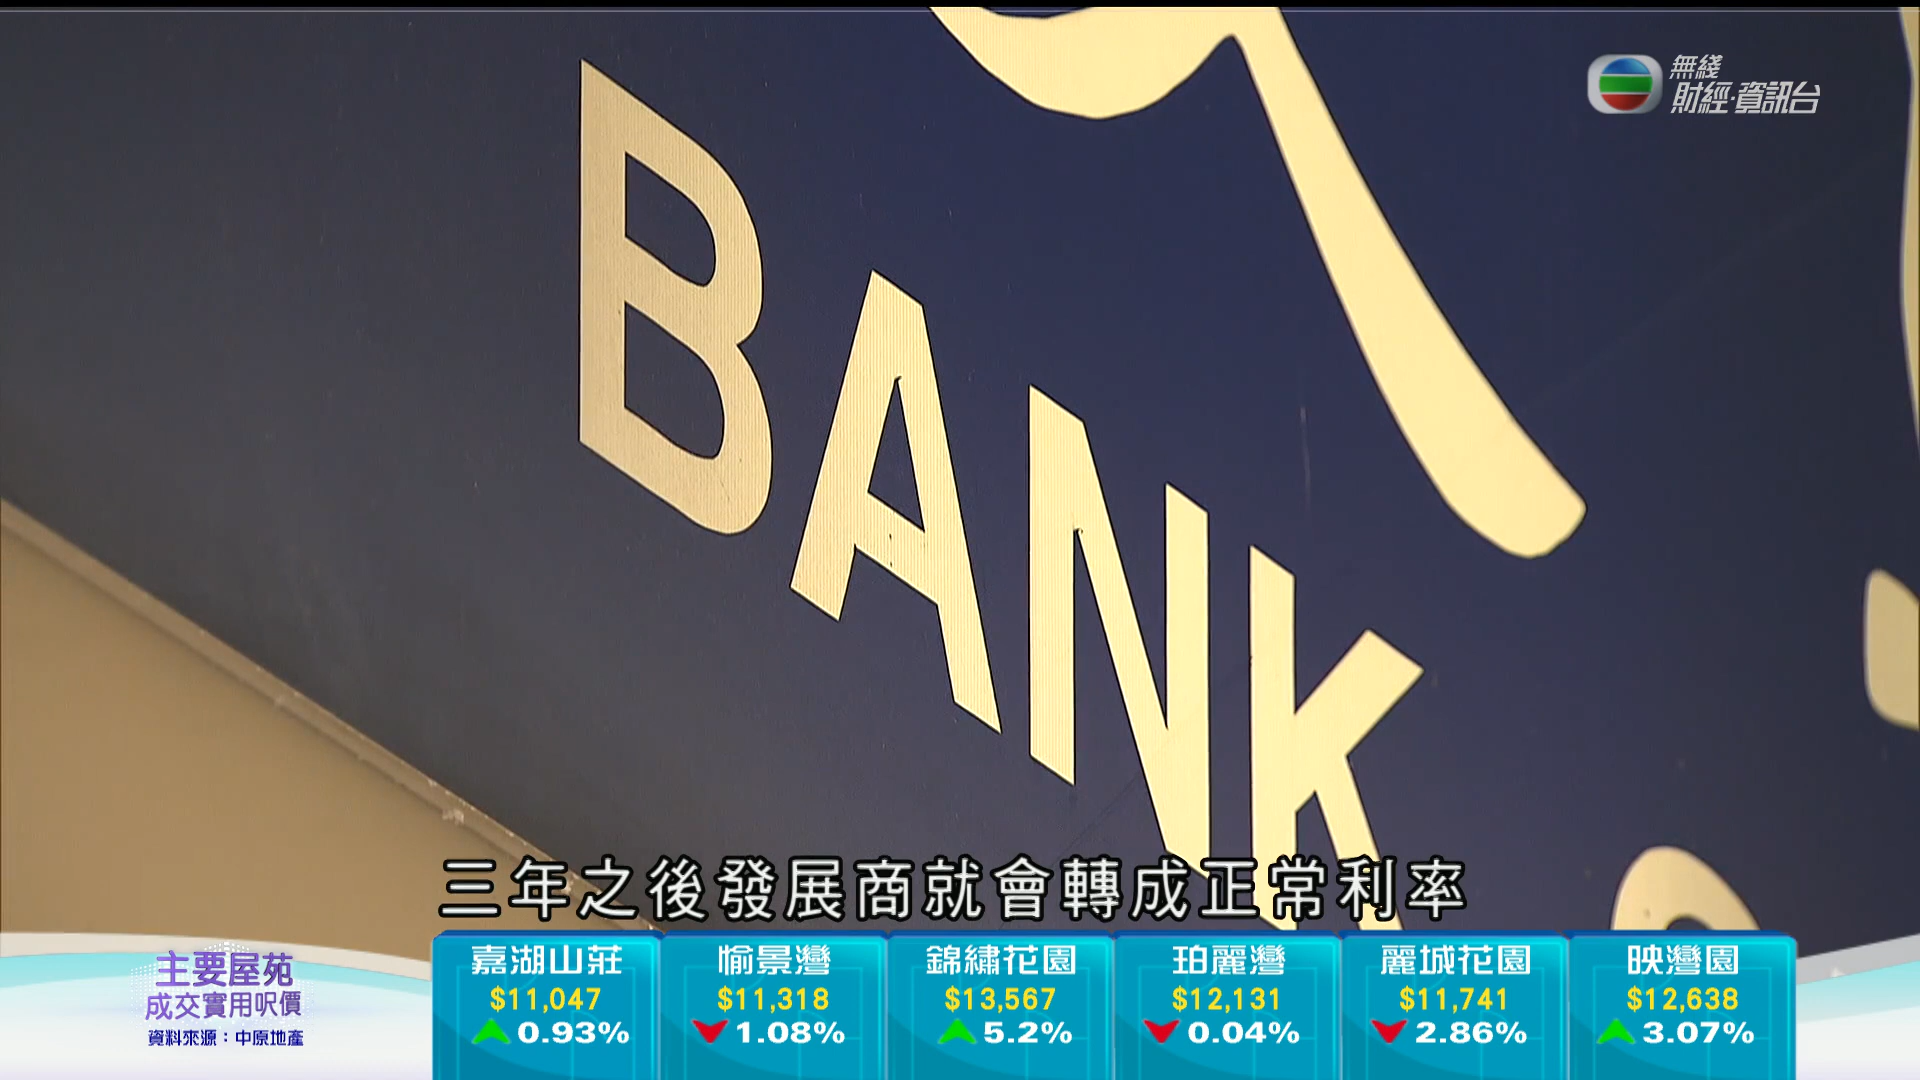 無綫
財經·資訊台
BANK
三年之後發展商就會轉成正常利率
主要屋苑
成交實用呎價
資料來源：中原地產
嘉湖山莊
$11,047
0.93%
愉景灣
$11,318
1.08%
錦繡花園
$13,567
5.2%
珀麗灣
$12,131
0.04%
麗城花園
$11,741
2.86%
映灣園
$12,638
3.07%